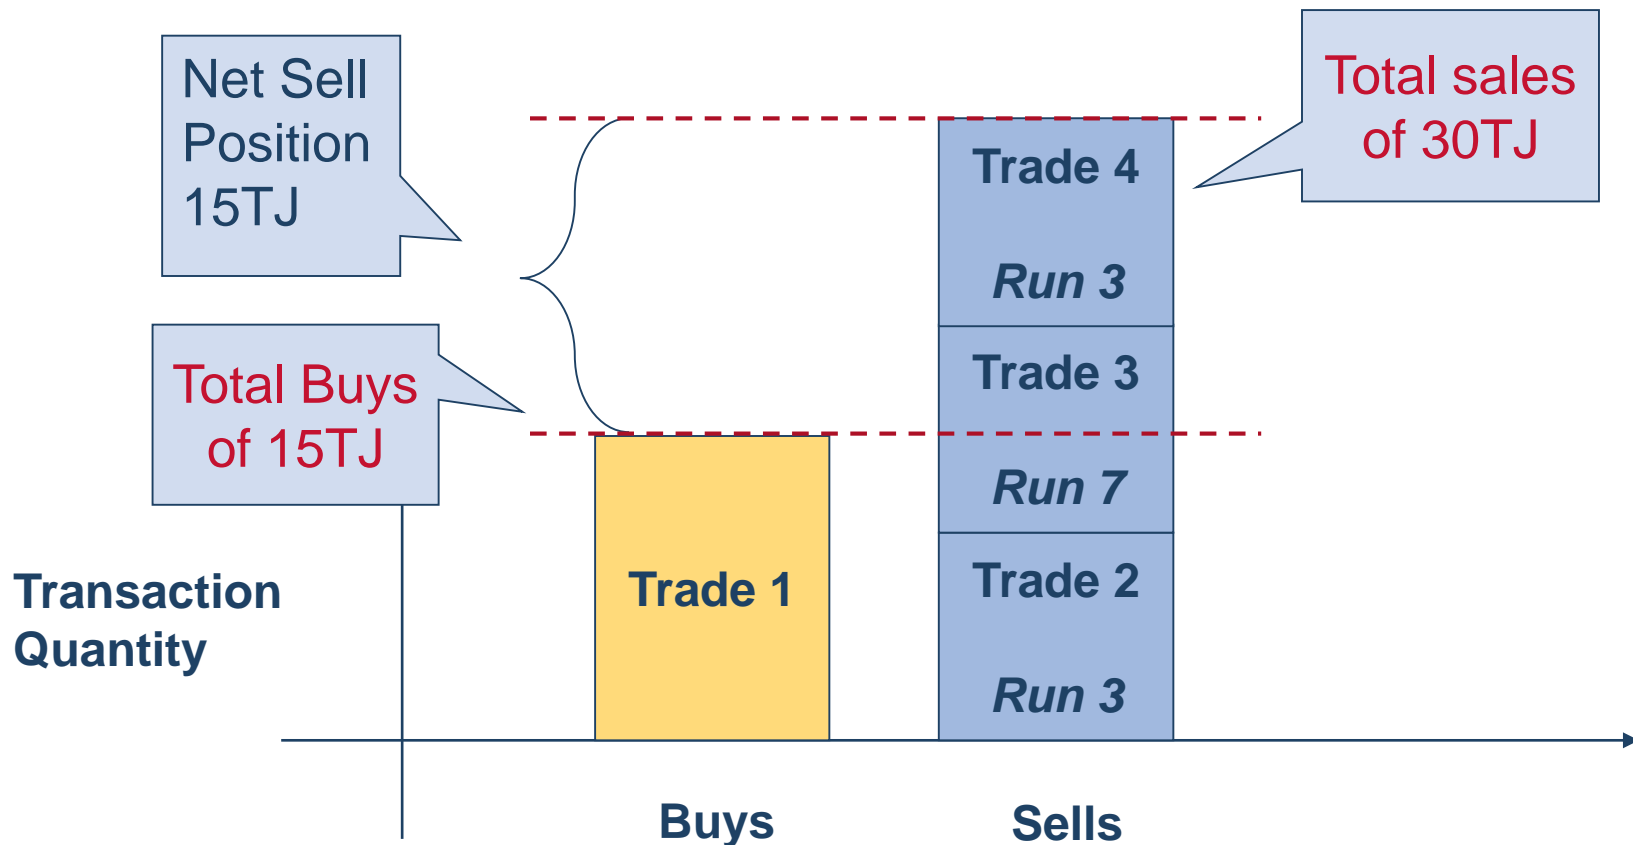 Net Sell
Position
15TJ
Total sales
of 30TJ
Trade 4
Run 3
Total Buys
of 15TJ
Trade 3
Run 7
Transaction
Quantity
Trade 1
Trade 2
Run 3
Buys
Sells